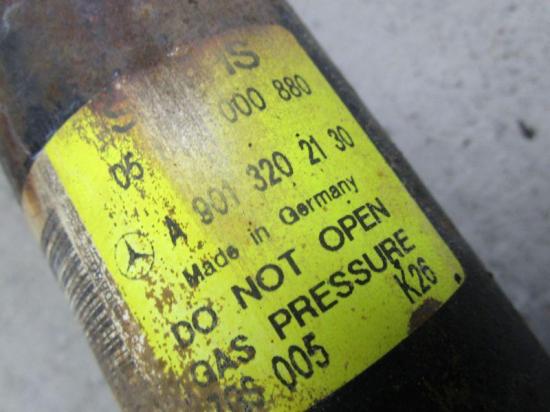 000 880
05
A 901 320 21 30
Made in Germany
DO NOT OPEN
GAS PRESSURE
K26
005